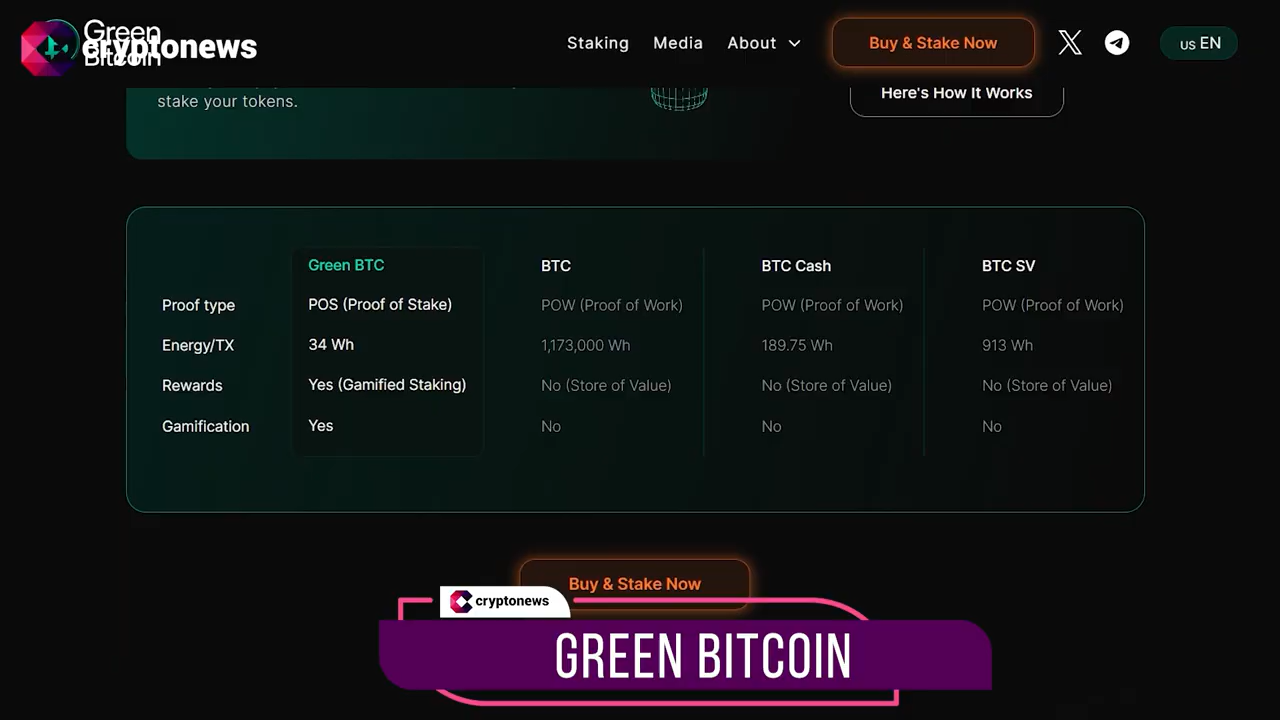 Green
Bitcoin
cryptonews
Staking
Media
About
Buy & Stake Now
US EN
stake your tokens.
Here's How It Works
Green BTC
BTC
BTC Cash
BTC SV
Proof type
POS (Proof of Stake)
POW (Proof of Work)
POW (Proof of Work)
POW (Proof of Work)
Energy/TX
34 Wh
1,173,000 Wh
189.75 Wh
913 Wh
Rewards
Yes (Gamified Staking)
No (Store of Value)
No (Store of Value)
No (Store of Value)
Gamification
Yes
No
No
No
Buy & Stake Now
cryptonews
GREEN BITCOIN